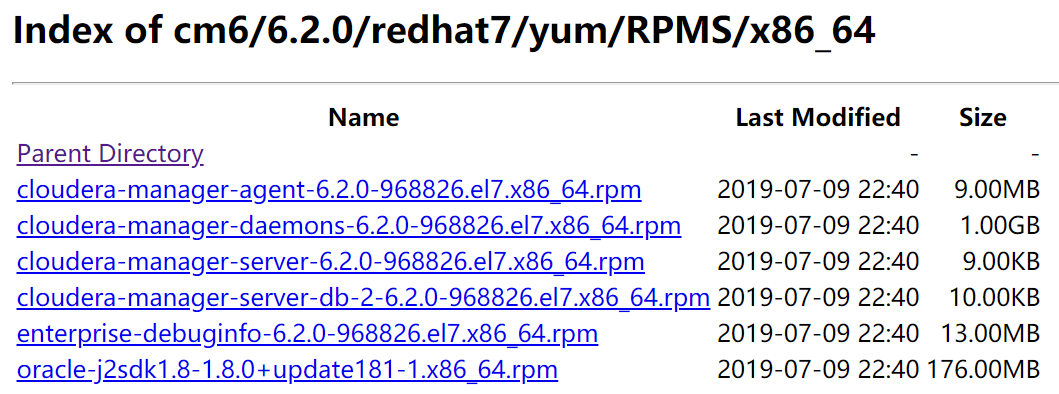 Index of cm6/6.2.0/redhat7/yum/RPMS/x86_64
Name Last Modified Size
Parent Directory - -
cloudera-manager-agent-6.2.0-968826.el7.x86_64.rpm 2019-07-09 22:40 9.00MB
cloudera-manager-daemons-6.2.0-968826.el7.x86_64.rpm 2019-07-09 22:40 1.00GB
cloudera-manager-server-6.2.0-968826.el7.x86_64.rpm 2019-07-09 22:40 9.00KB
cloudera-manager-server-db-2-6.2.0-968826.el7.x86_64.rpm 2019-07-09 22:40 10.00KB
enterprise-debuginfo-6.2.0-968826.el7.x86_64.rpm 2019-07-09 22:40 13.00MB
oracle-j2sdk1.8-1.8.0+update181-1.x86_64.rpm 2019-07-09 22:40 176.00MB